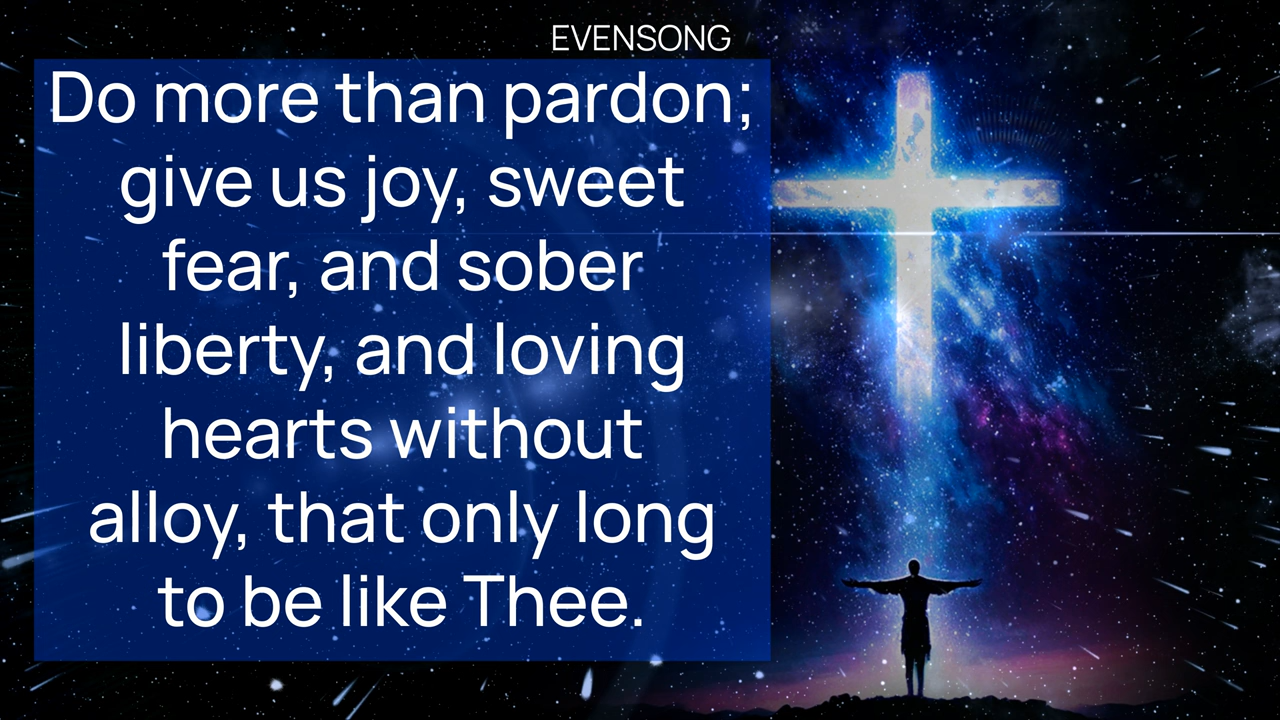 EVENSONG
Do more than pardon;
give us joy, sweet
fear, and sober
liberty, and loving
hearts without
alloy, that only long
to be like Thee.